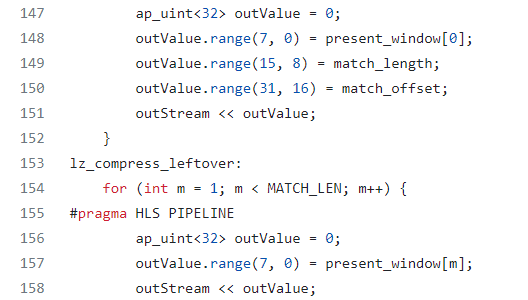 147         ap_uint<32> outValue = 0;
148         outValue.range(7, 0) = present_window[0];
149         outValue.range(15, 8) = match_length;
150         outValue.range(31, 16) = match_offset;
151         outStream << outValue;
152     }
153 lz_compress_leftover:
154     for (int m = 1; m < MATCH_LEN; m++) {
155 #pragma HLS PIPELINE
156         ap_uint<32> outValue = 0;
157         outValue.range(7, 0) = present_window[m];
158         outStream << outValue;